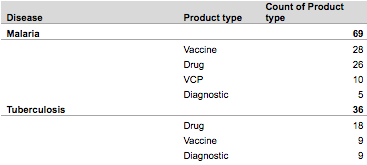 Disease Product type Count of Product type
Malaria 69
Vaccine 28
Drug 26
VCP 10
Diagnostic 5
Tuberculosis 36
Drug 18
Vaccine 9
Diagnostic 9